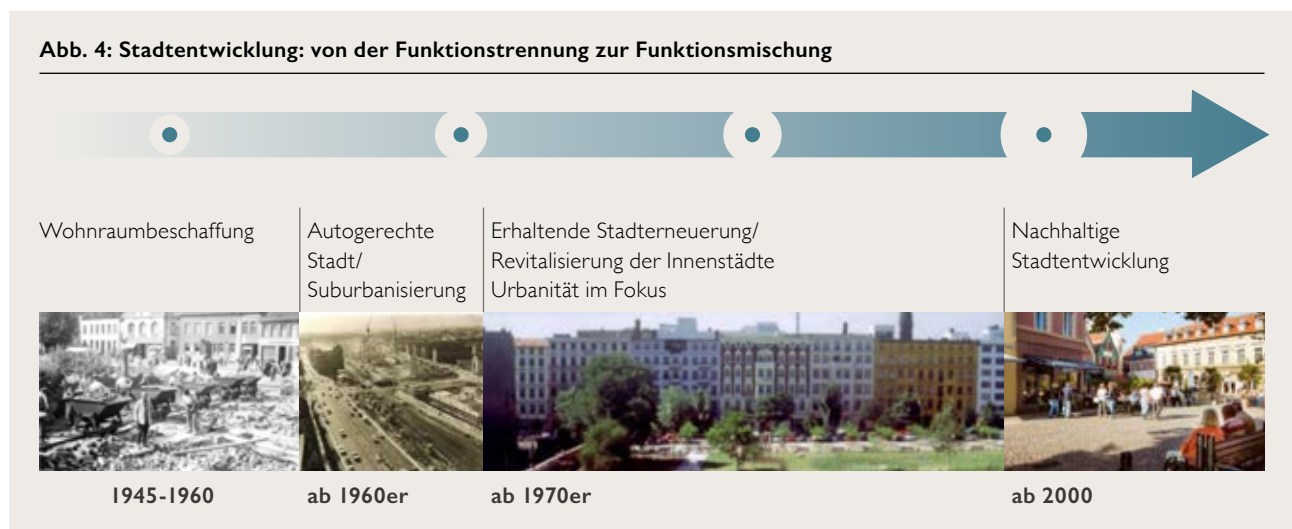 Abb. 4: Stadtentwicklung: von der Funktionstrennung zur Funktionsmischung
Wohnraumbeschaffung
Autogerechte
Stadt/
Suburbanisierung
Erhaltende Stadterneuerung/
Revitalisierung der Innenstädte
Urbanität im Fokus
Nachhaltige
Stadtentwicklung
1945-1960
ab 1960er
ab 1970er
ab 2000